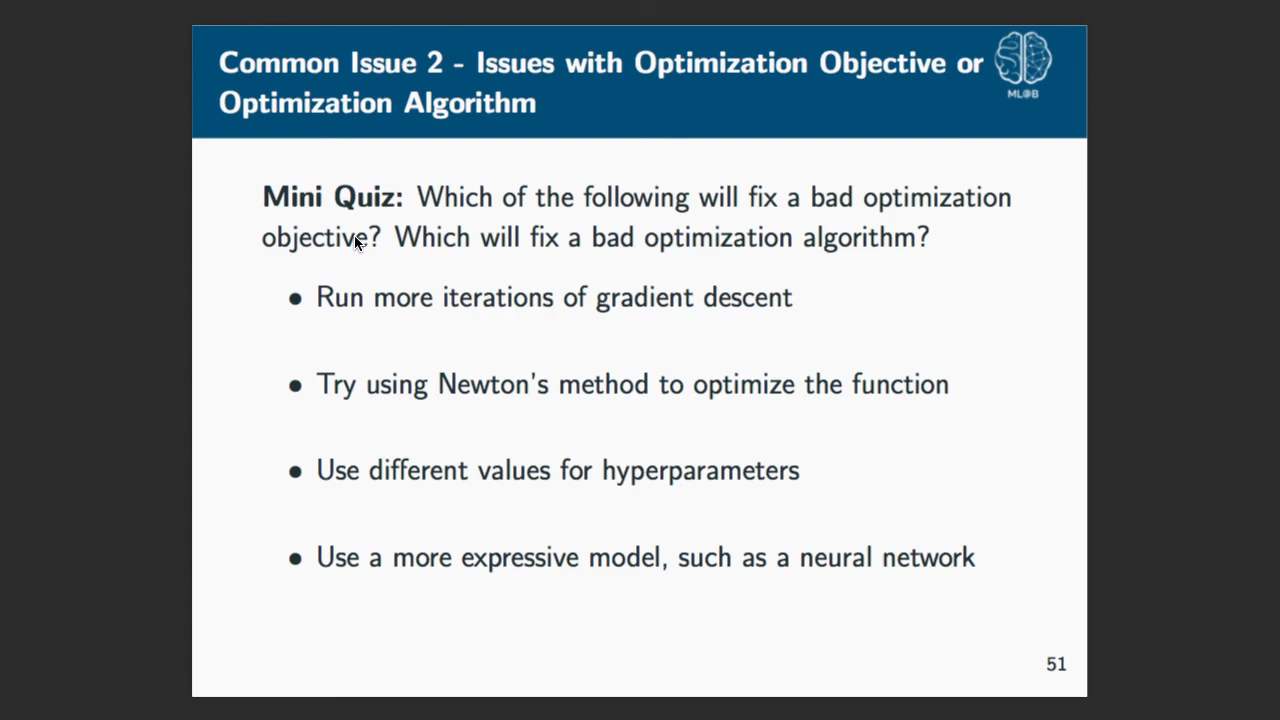 Common Issue 2 - Issues with Optimization Objective or
Optimization Algorithm
ML@B
Mini Quiz: Which of the following will fix a bad optimization
objective? Which will fix a bad optimization algorithm?
• Run more iterations of gradient descent
• Try using Newton's method to optimize the function
• Use different values for hyperparameters
• Use a more expressive model, such as a neural network
51